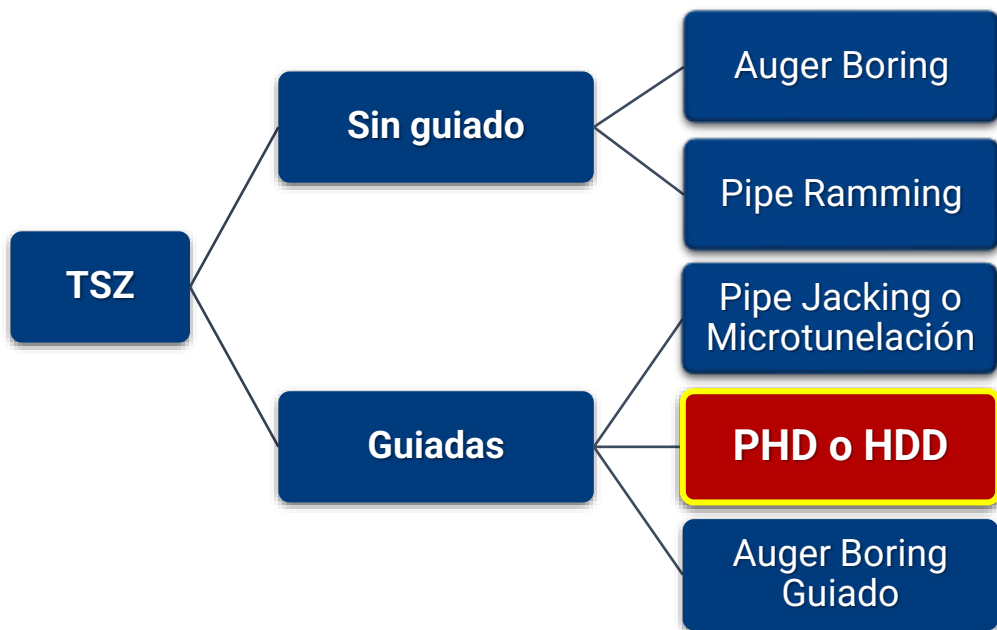 TSZ
Sin guiado
Auger Boring
Pipe Ramming
Guiadas
Pipe Jacking o
Microtunelación
PHD o HDD
Auger Boring
Guiado